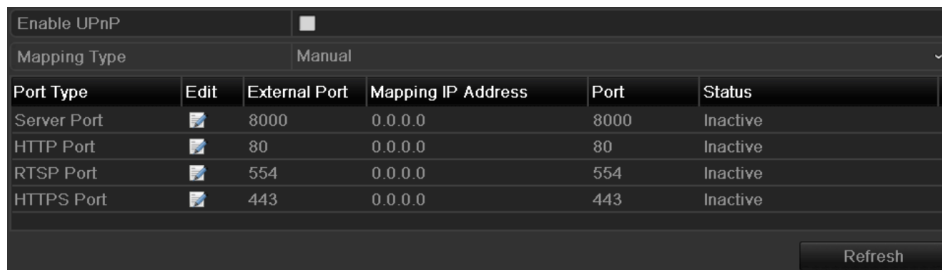 Enable UPnP
Mapping Type Manual
Port Type Edit External Port Mapping IP Address Port Status
Server Port 8000 0.0.0.0 8000 Inactive
HTTP Port 80 0.0.0.0 80 Inactive
RTSP Port 554 0.0.0.0 554 Inactive
HTTPS Port 443 0.0.0.0 443 Inactive
Refresh